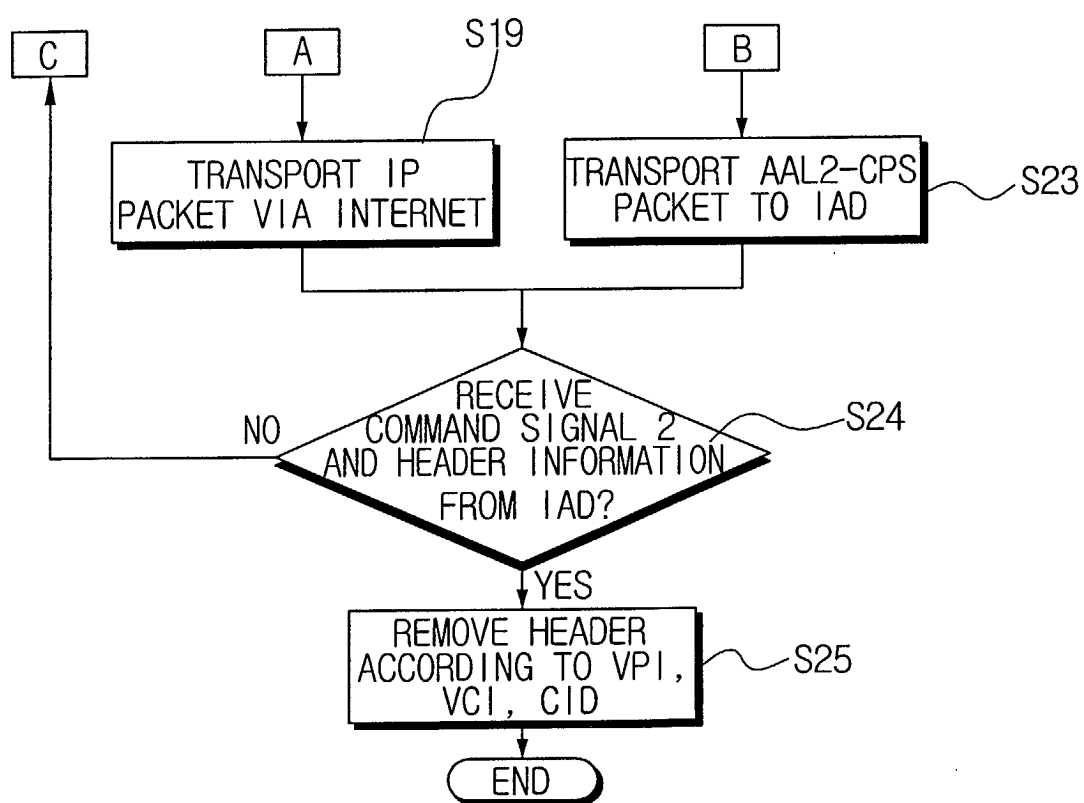 C
A
S19
B
TRANSPORT IP
PACKET VIA INTERNET
TRANSPORT AAL2-CPS
PACKET TO IAD
S23
RECEIVE
COMMAND SIGNAL 2
AND HEADER INFORMATION
FROM IAD?
NO
S24
YES
REMOVE HEADER
ACCORDING TO VPI,
VCI, CID
S25
END